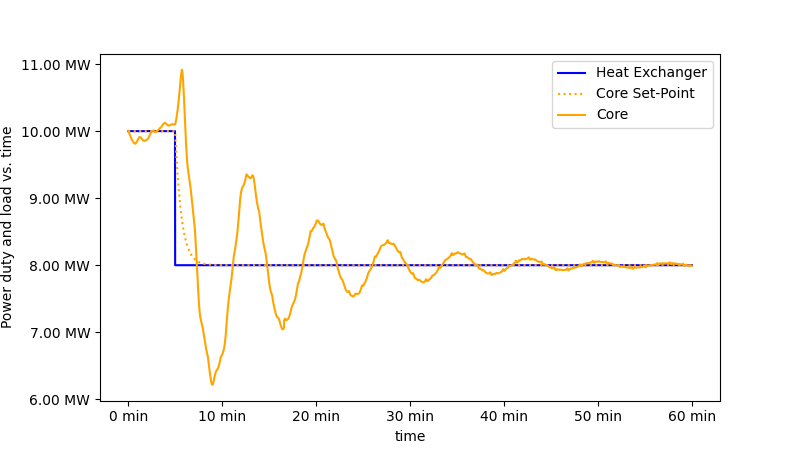 11.00 MW
10.00 MW
9.00 MW
8.00 MW
7.00 MW
6.00 MW
Power duty and load vs. time
Heat Exchanger
Core Set-Point
Core
0 min
10 min
20 min
30 min
40 min
50 min
60 min
time